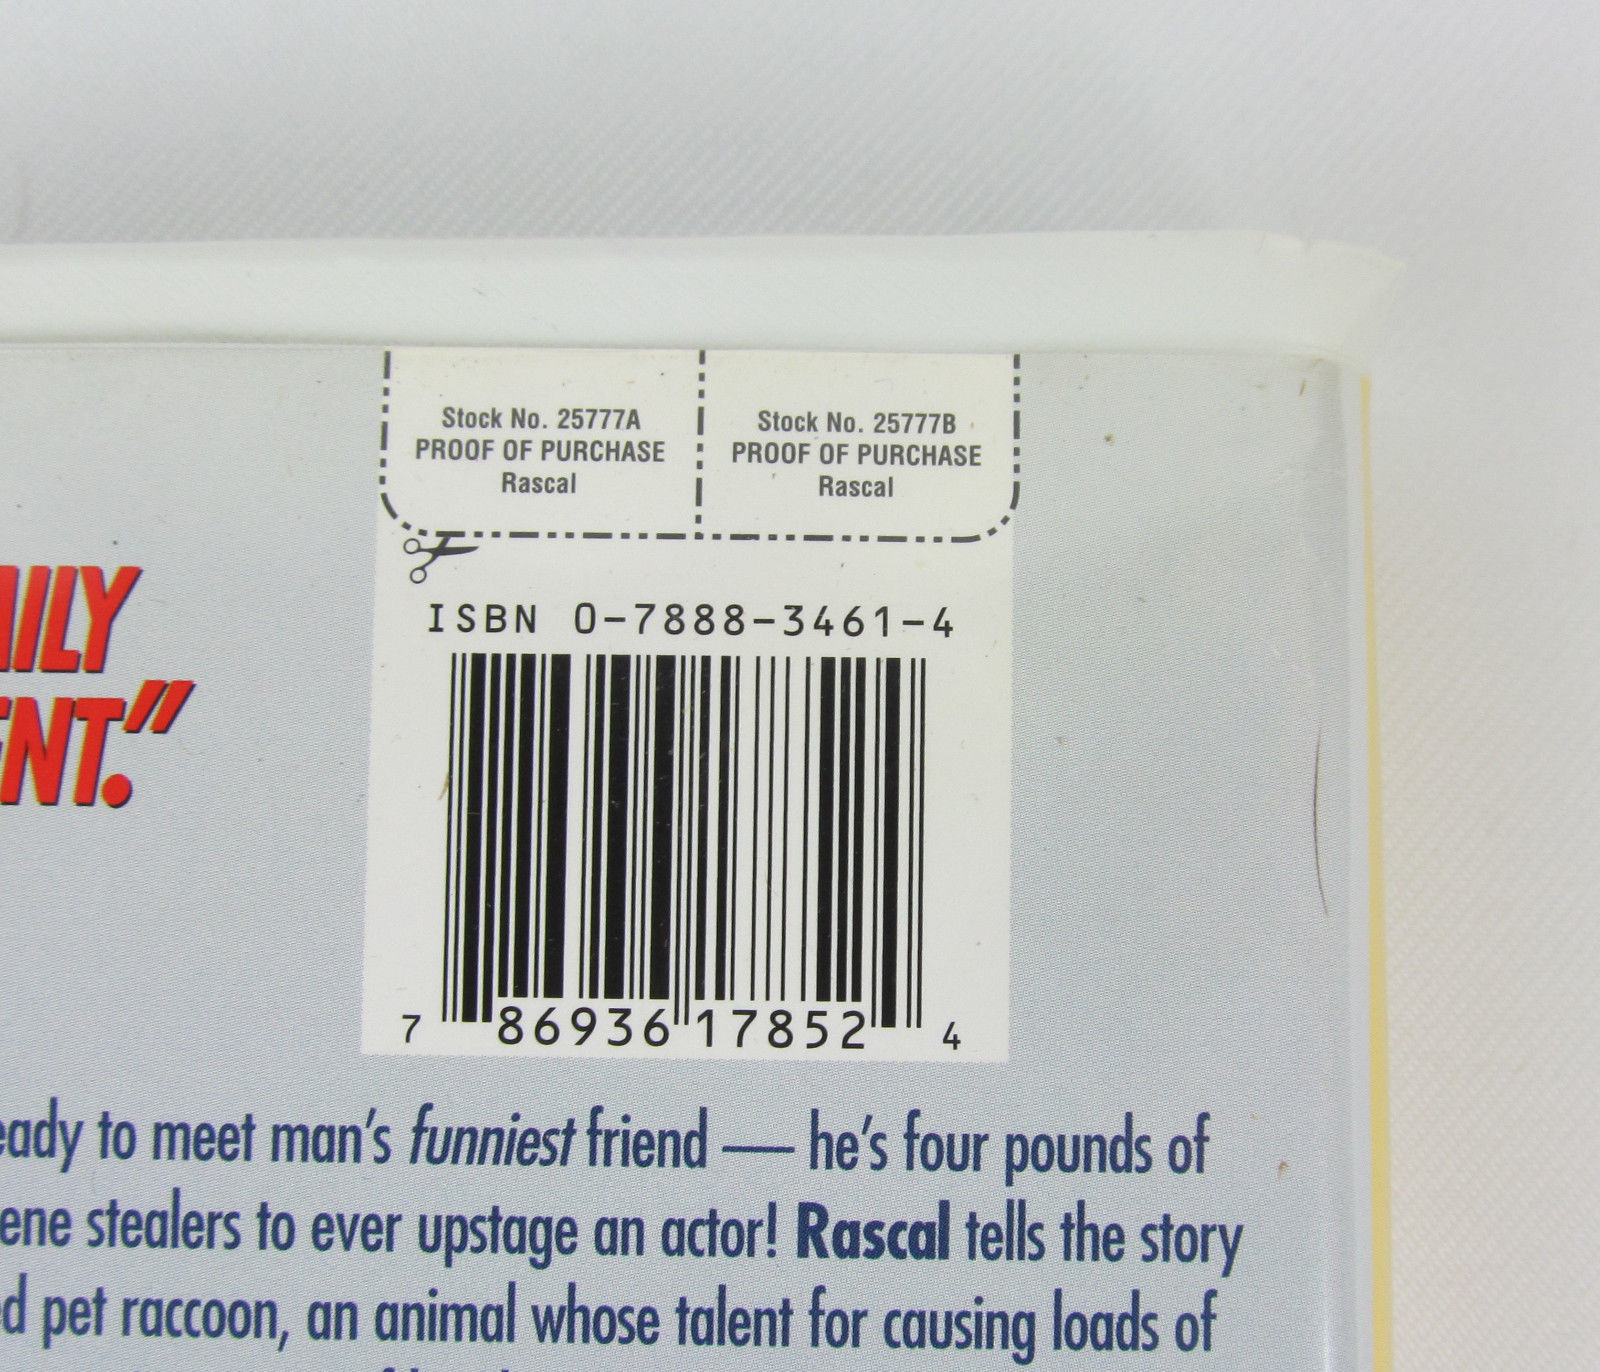 Stock No. 25777A
PROOF OF PURCHASE
Rascal
Stock No. 25777B
PROOF OF PURCHASE
Rascal
ISBN 0-7888-3461-4
7 86936 17852 4
to meet man's funniest friend — he's four pounds of
stealers to ever upstage an actor! Rascal tells the story
pet raccoon, an animal whose talent for causing loads of